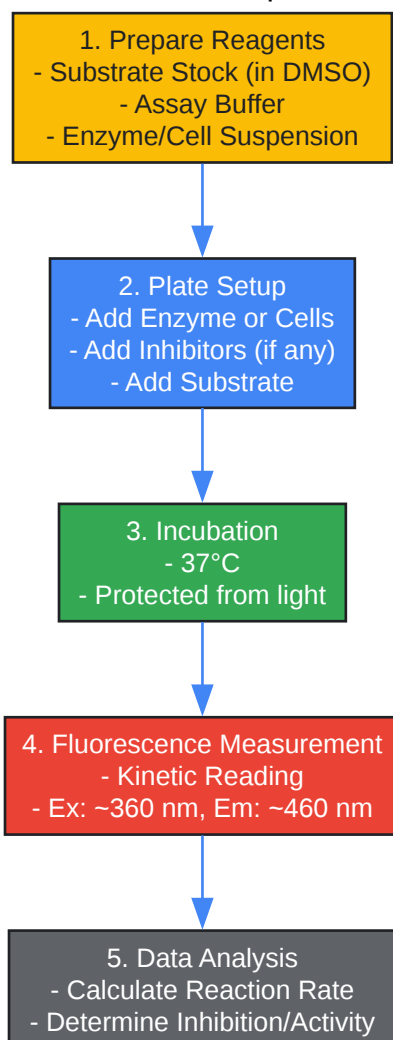 1. Prepare Reagents
- Substrate Stock (in DMSO)
- Assay Buffer
- Enzyme/Cell Suspension
2. Plate Setup
- Add Enzyme or Cells
- Add Inhibitors (if any)
- Add Substrate
3. Incubation
- 37°C
- Protected from light
4. Fluorescence Measurement
- Kinetic Reading
- Ex: ~360 nm, Em: ~460 nm
5. Data Analysis
- Calculate Reaction Rate
- Determine Inhibition/Activity